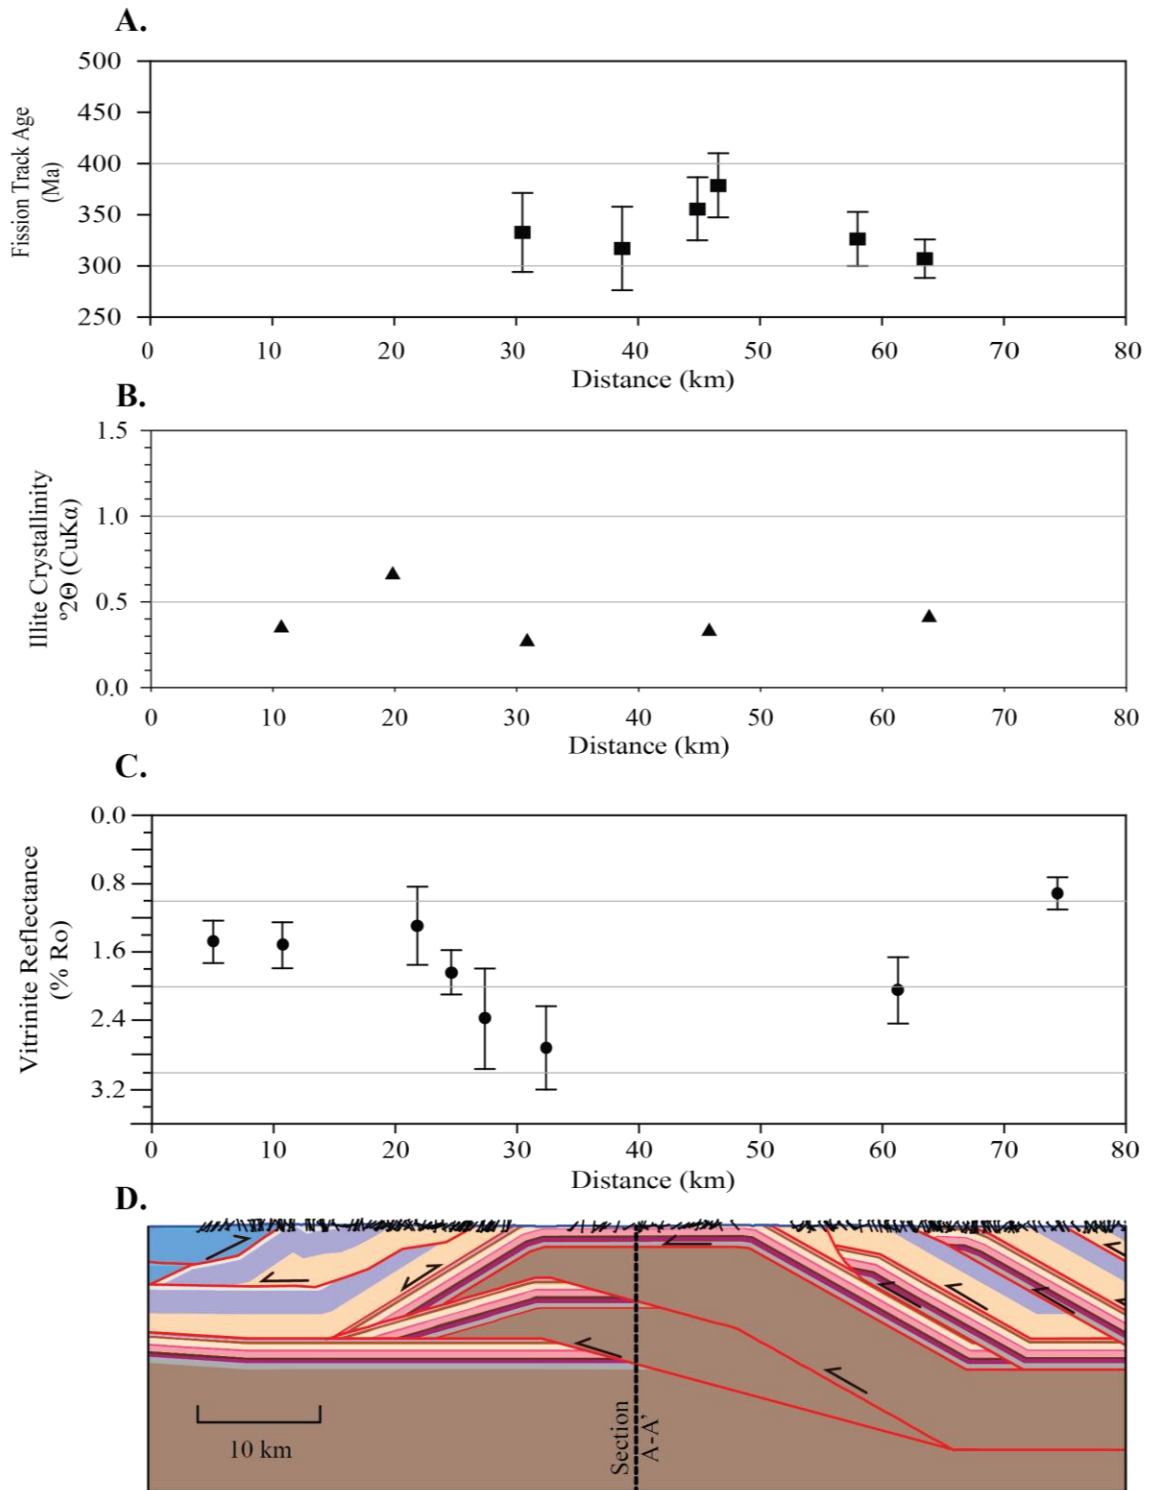 A.
Fission Track Age
(Ma)
500
450
400
350
300
250
0 10 20 30 40 50 60 70 80
Distance (km)
B.
Illite Crystallinity
°2Θ (CuKα)
1.5
1.0
0.5
0.0
0 10 20 30 40 50 60 70 80
Distance (km)
C.
Vitrinite Reflectance
(% Ro)
0.0
0.8
1.6
2.4
3.2
0 10 20 30 40 50 60 70 80
Distance (km)
D.
10 km
Section
A-A'